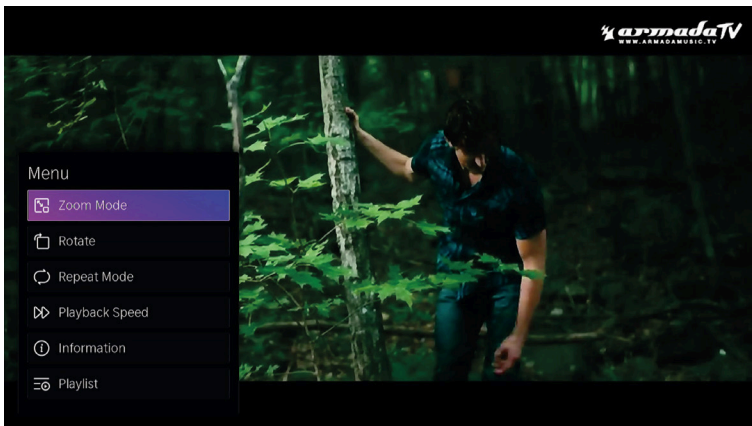 armadaTV
WWW.ARMADAMUSIC.TV
Menu
Zoom Mode
Rotate
Repeat Mode
Playback Speed
Information
Playlist